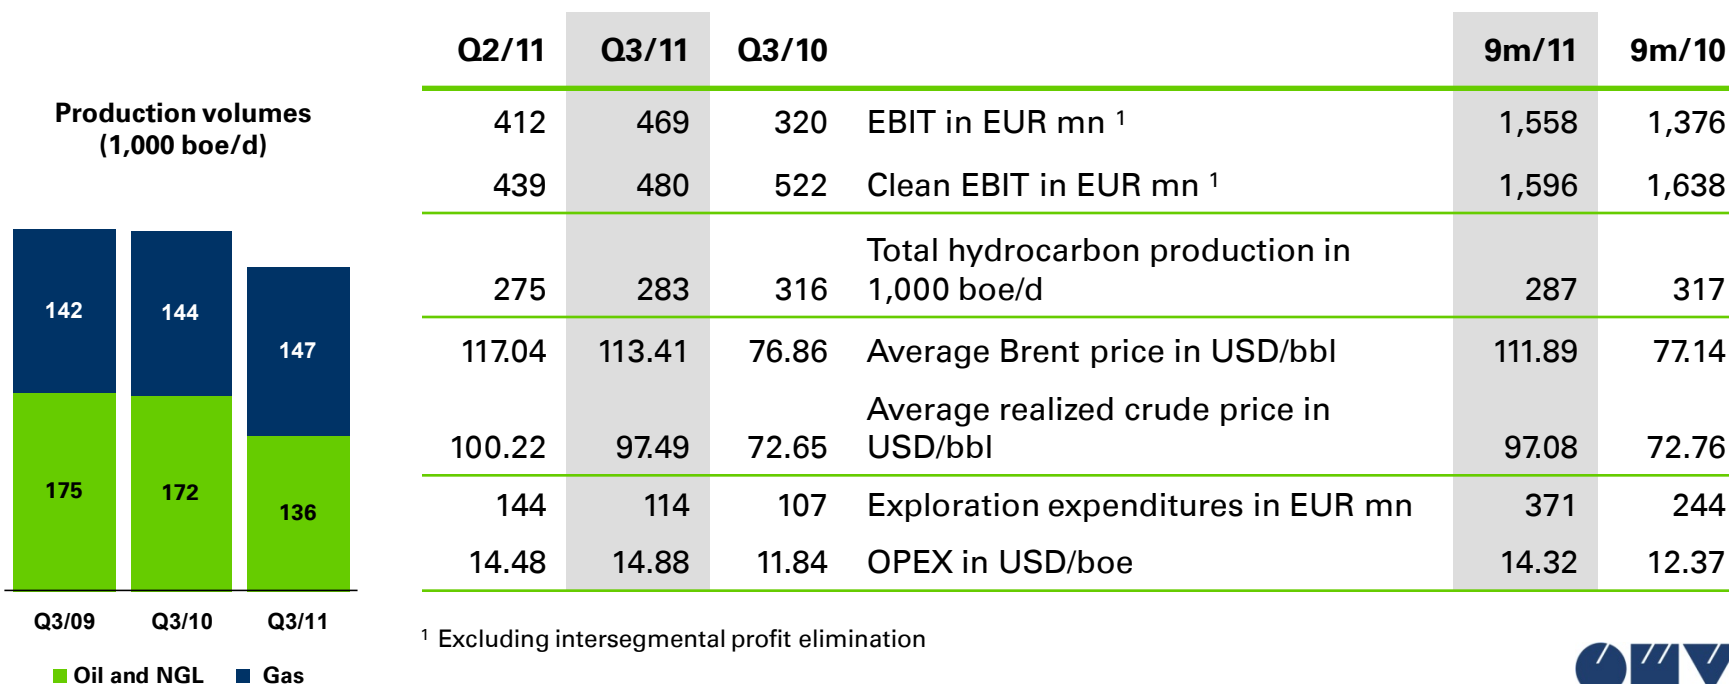 Production volumes
(1,000 boe/d)
142
144
147
175
172
136
Q3/09 Q3/10 Q3/11
Oil and NGL Gas
Q2/11 Q3/11 Q3/10 9m/11 9m/10
412 469 320 EBIT in EUR mn ¹ 1,558 1,376
439 480 522 Clean EBIT in EUR mn ¹ 1,596 1,638
Total hydrocarbon production in
275 283 316 1,000 boe/d 287 317
117.04 113.41 76.86 Average Brent price in USD/bbl 111.89 77.14
Average realized crude price in
100.22 97.49 72.65 USD/bbl 97.08 72.76
144 114 107 Exploration expenditures in EUR mn 371 244
14.48 14.88 11.84 OPEX in USD/boe 14.32 12.37
¹ Excluding intersegmental profit elimination
OMV